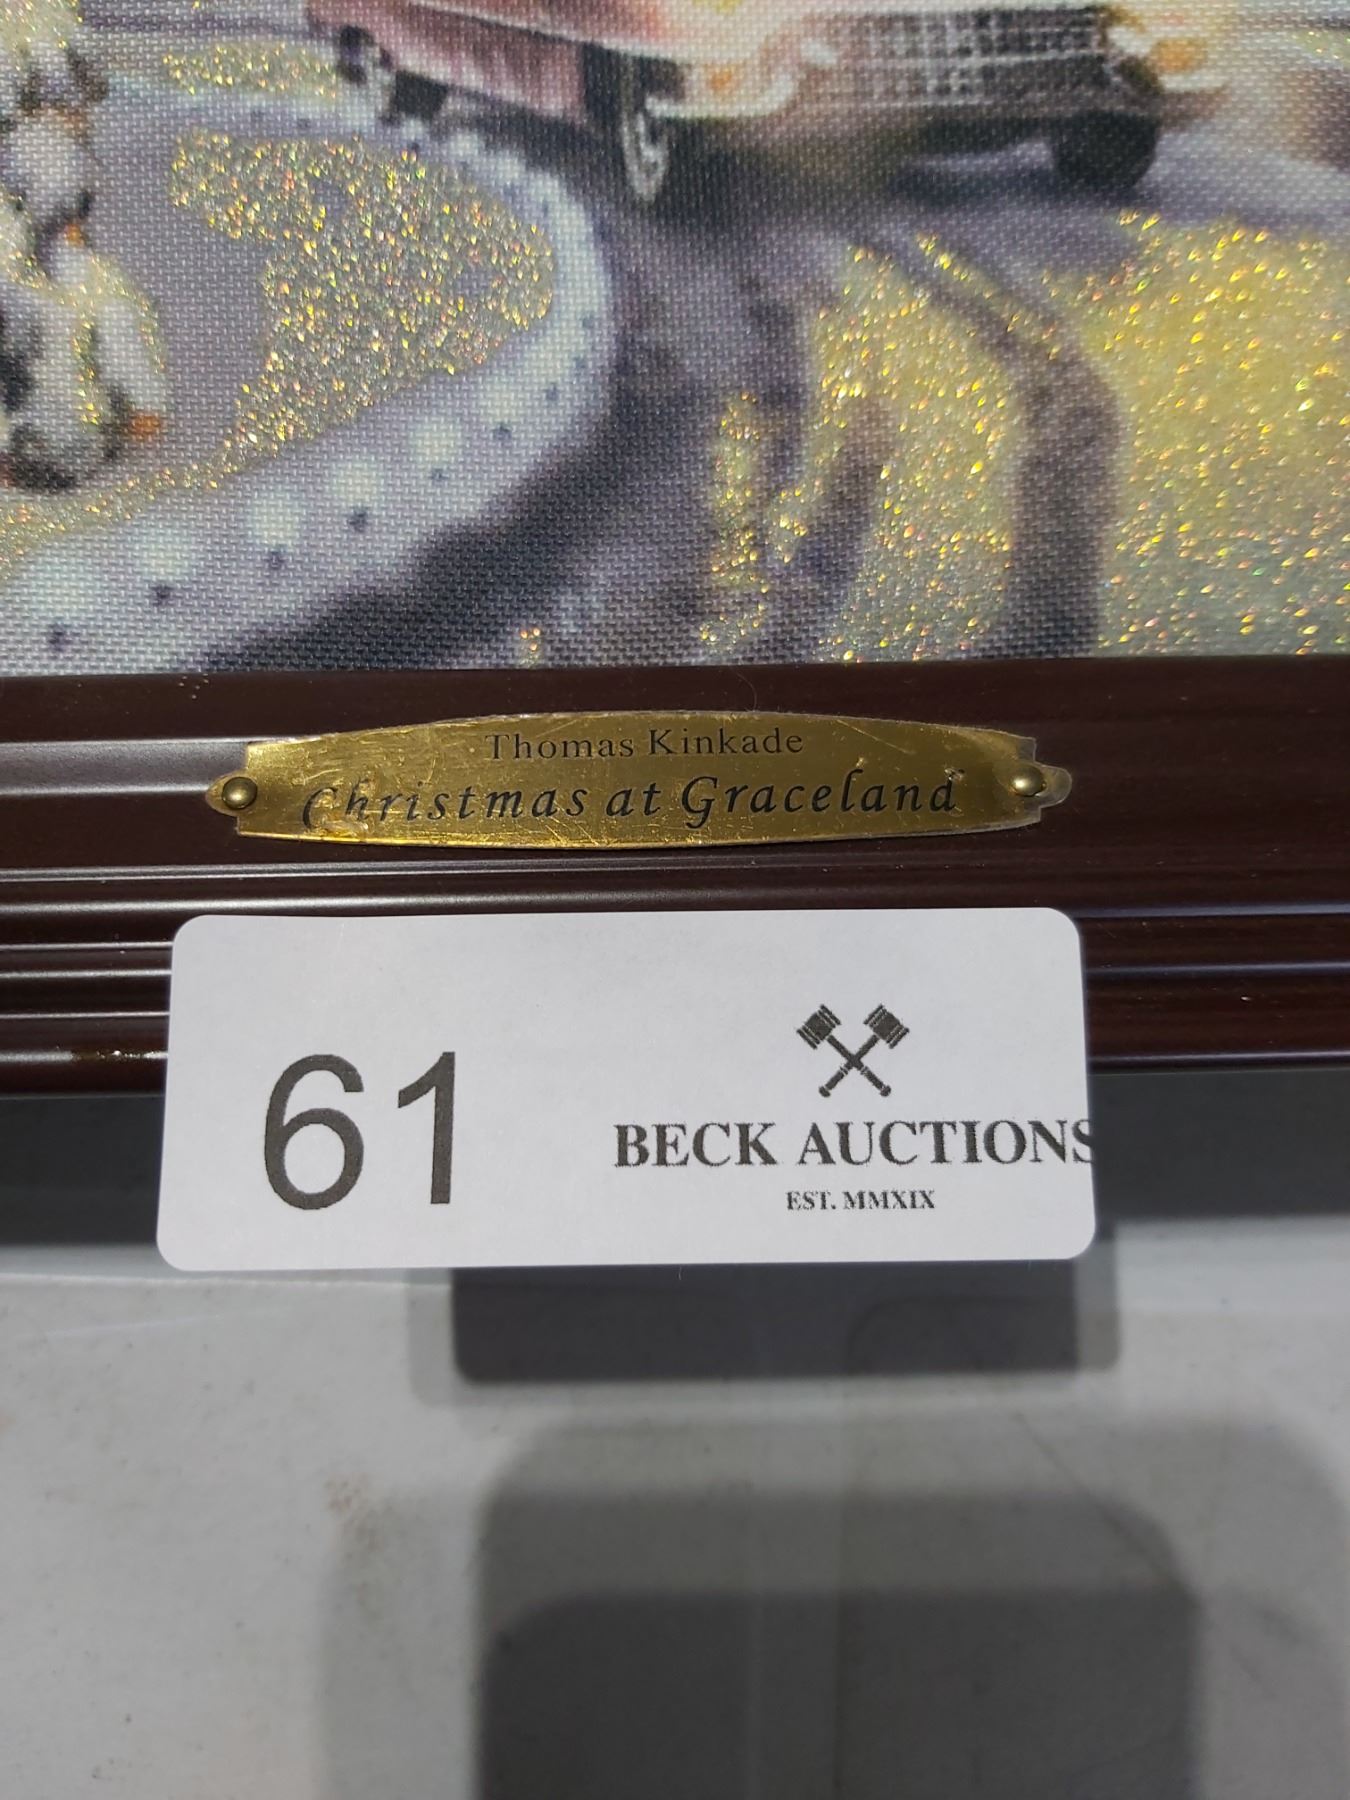 Thomas Kinkade
Christmas at Graceland
61
BECK AUCTIONS
EST. MMXIX